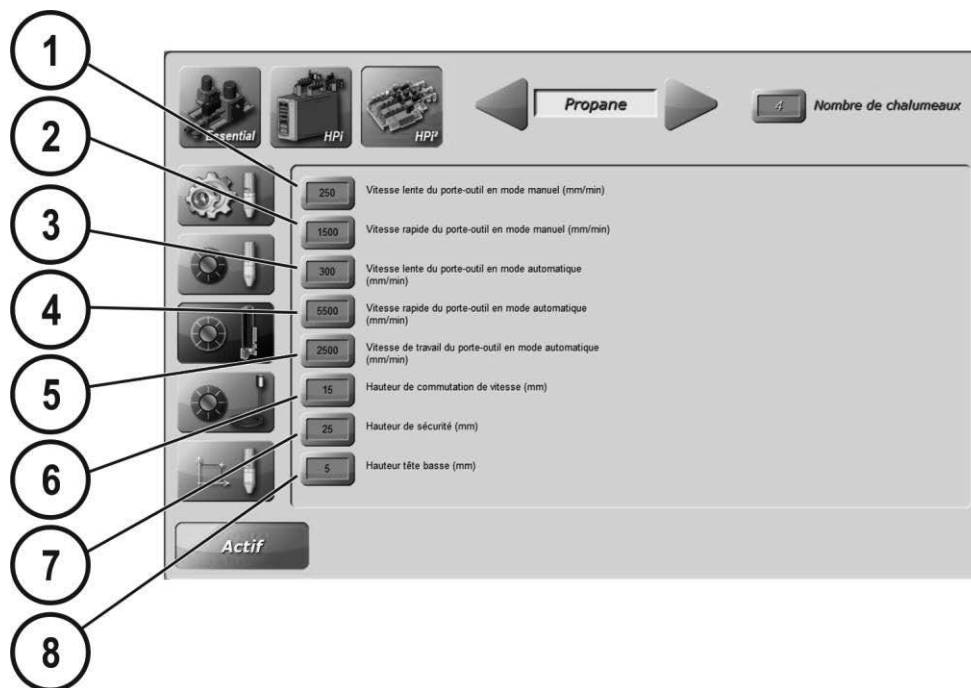 1
2
3
4
5
6
7
8
Essential
HPi
HPi²
Propane
4 Nombre de chalumeaux
250 Vitesse lente du porte-outil en mode manuel (mm/min)
1500 Vitesse rapide du porte-outil en mode manuel (mm/min)
300 Vitesse lente du porte-outil en mode automatique
(mm/min)
5500 Vitesse rapide du porte-outil en mode automatique
(mm/min)
2500 Vitesse de travail du porte-outil en mode automatique
(mm/min)
15 Hauteur de commutation de vitesse (mm)
25 Hauteur de sécurité (mm)
5 Hauteur tête basse (mm)
Actif